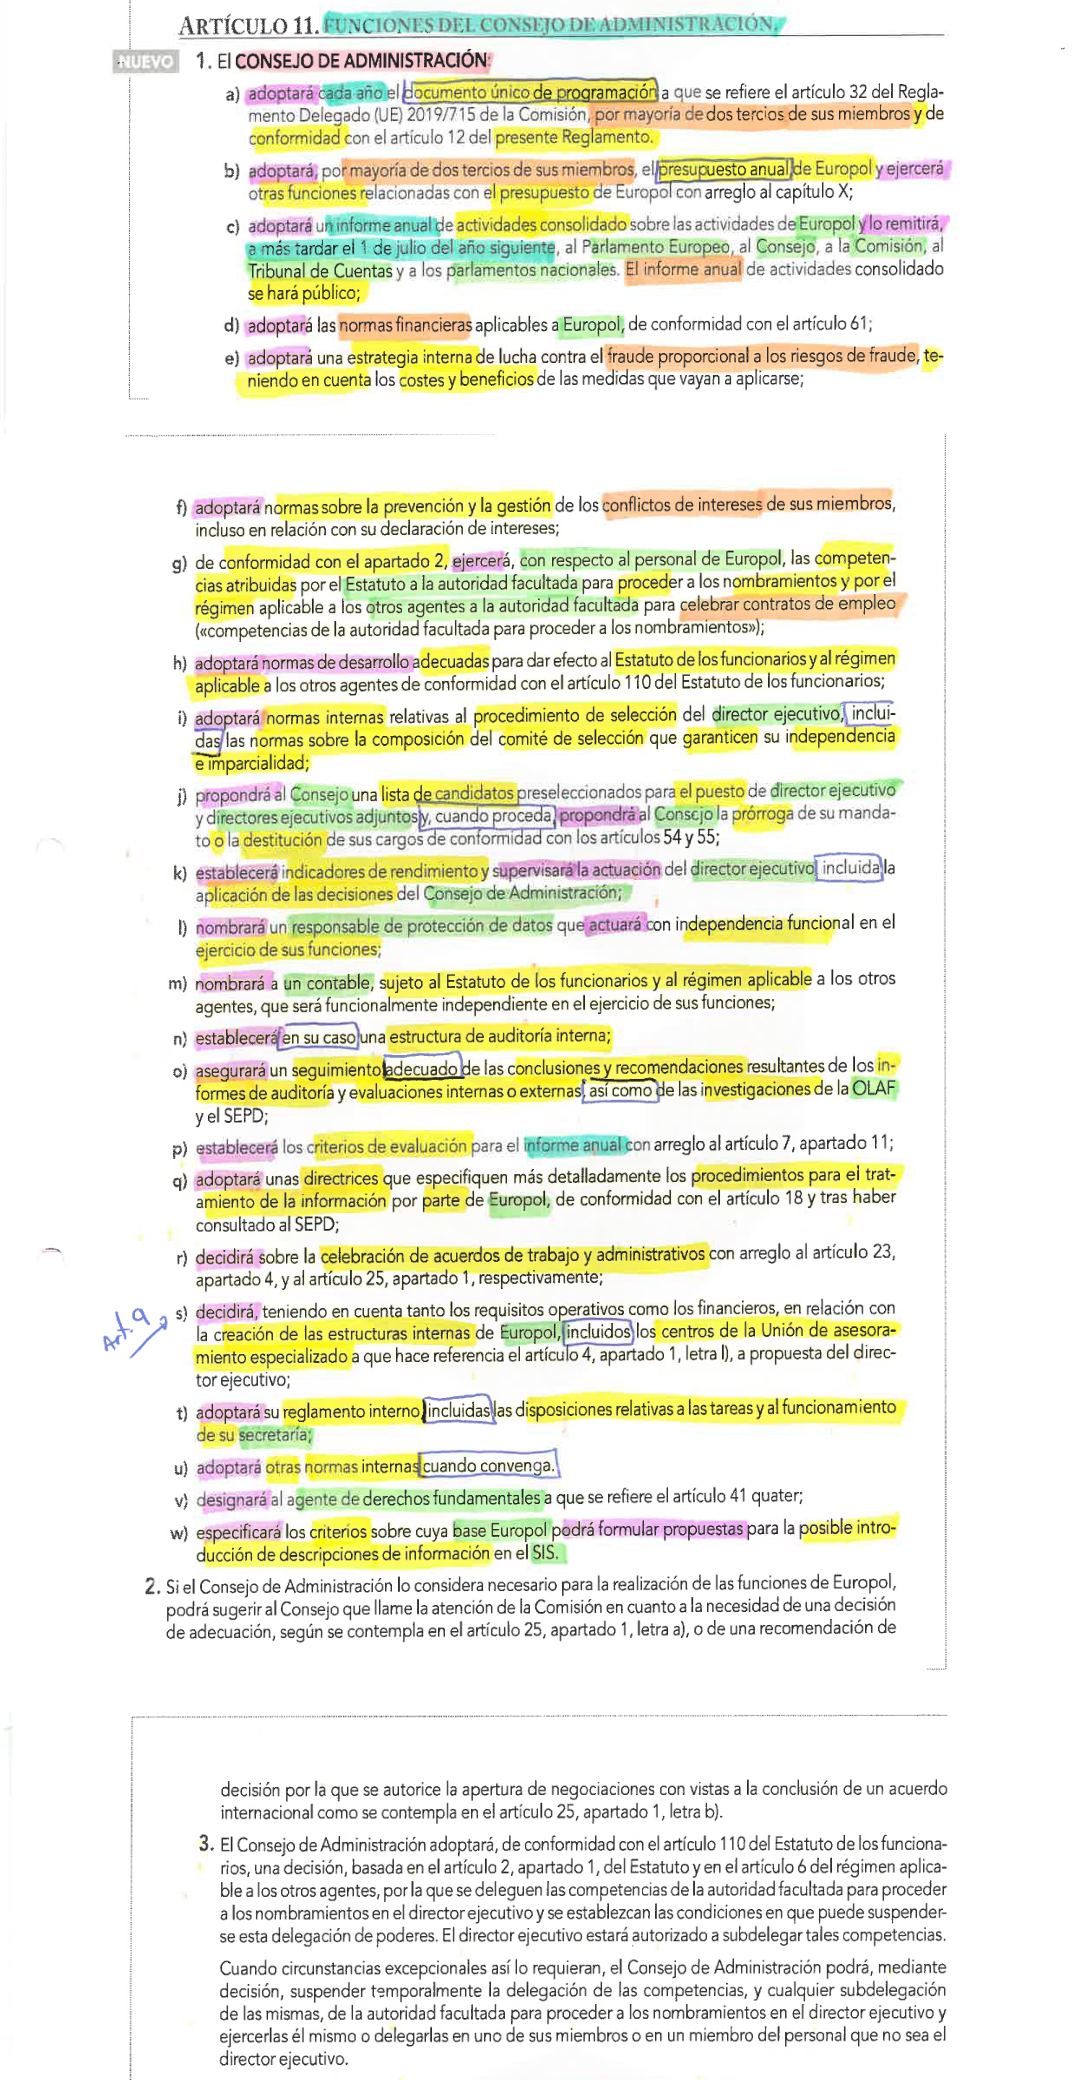 ARTÍCULO 11. FUNCIONES DEL CONSEJO DE ADMINISTRACIÓN.
NUEVO 1. El CONSEJO DE ADMINISTRACIÓN:
a) adoptará cada año el documento único de programación a que se refiere el artículo 32 del Regla-
mento Delegado (UE) 2019/715 de la Comisión, por mayoría de dos tercios de sus miembros y de
conformidad con el artículo 12 del presente Reglamento.
b) adoptará, por mayoría de dos tercios de sus miembros, el presupuesto anual de Europol y ejercerá
otras funciones relacionadas con el presupuesto de Europol con arreglo al capítulo X;
c) adoptará un informe anual de actividades consolidado sobre las actividades de Europol y lo remitirá,
a más tardar el 1 de julio del año siguiente, al Parlamento Europeo, al Consejo, a la Comisión, al
Tribunal de Cuentas y a los parlamentos nacionales. El informe anual de actividades consolidado
se hará público;
d) adoptará las normas financieras aplicables a Europol, de conformidad con el artículo 61;
e) adoptará una estrategia interna de lucha contra el fraude proporcional a los riesgos de fraude, te-
niendo en cuenta los costes y beneficios de las medidas que vayan a aplicarse;
f) adoptará normas sobre la prevención y la gestión de los conflictos de intereses de sus miembros,
incluso en relación con su declaración de intereses;
g) de conformidad con el apartado 2, ejercerá, con respecto al personal de Europol, las competen-
cias atribuidas por el Estatuto a la autoridad facultada para proceder a los nombramientos y por el
régimen aplicable a los otros agentes a la autoridad facultada para celebrar contratos de empleo
(«competencias de la autoridad facultada para proceder a los nombramientos»);
h) adoptará normas de desarrollo adecuadas para dar efecto al Estatuto de los funcionarios y al régimen
aplicable a los otros agentes de conformidad con el artículo 110 del Estatuto de los funcionarios;
i) adoptará normas internas relativas al procedimiento de selección del director ejecutivo, inclui-
das las normas sobre la composición del comité de selección que garanticen su independencia
e imparcialidad;
j) propondrá al Consejo una lista de candidatos preseleccionados para el puesto de director ejecutivo
y directores ejecutivos adjuntos y, cuando proceda, propondrá al Consejo la prórroga de su manda-
to o la destitución de sus cargos de conformidad con los artículos 54 y 55;
k) establecerá indicadores de rendimiento y supervisará la actuación del director ejecutivo incluida la
aplicación de las decisiones del Consejo de Administración;
l) nombrará un responsable de protección de datos que actuará con independencia funcional en el
ejercicio de sus funciones;
m) nombrará a un contable, sujeto al Estatuto de los funcionarios y al régimen aplicable a los otros
agentes, que será funcionalmente independiente en el ejercicio de sus funciones;
n) establecerá en su caso una estructura de auditoría interna;
o) asegurará un seguimiento adecuado de las conclusiones y recomendaciones resultantes de los in-
formes de auditoría y evaluaciones internas o externas, así como de las investigaciones de la OLAF
y el SEPD;
p) establecerá los criterios de evaluación para el informe anual con arreglo al artículo 7, apartado 11;
q) adoptará unas directrices que especifiquen más detalladamente los procedimientos para el trat-
amiento de la información por parte de Europol, de conformidad con el artículo 18 y tras haber
consultado al SEPD;
r) decidirá sobre la celebración de acuerdos de trabajo y administrativos con arreglo al artículo 23,
apartado 4, y al artículo 25, apartado 1, respectivamente;
Art. 9 s) decidirá, teniendo en cuenta tanto los requisitos operativos como los financieros, en relación con
la creación de las estructuras internas de Europol, incluidos los centros de la Unión de asesora-
miento especializado a que hace referencia el artículo 4, apartado 1, letra l), a propuesta del direc-
tor ejecutivo;
t) adoptará su reglamento interno, incluidas las disposiciones relativas a las tareas y al funcionamiento
de su secretaría;
u) adoptará otras normas internas cuando convenga.
v) designará al agente de derechos fundamentales a que se refiere el artículo 41 quater;
w) especificará los criterios sobre cuya base Europol podrá formular propuestas para la posible intro-
ducción de descripciones de información en el SIS.
2. Si el Consejo de Administración lo considera necesario para la realización de las funciones de Europol,
podrá sugerir al Consejo que llame la atención de la Comisión en cuanto a la necesidad de una decisión
de adecuación, según se contempla en el artículo 25, apartado 1, letra a), o de una recomendación de
decisión por la que se autorice la apertura de negociaciones con vistas a la conclusión de un acuerdo
internacional como se contempla en el artículo 25, apartado 1, letra b).
3. El Consejo de Administración adoptará, de conformidad con el artículo 110 del Estatuto de los funciona-
rios, una decisión, basada en el artículo 2, apartado 1, del Estatuto y en el artículo 6 del régimen aplica-
ble a los otros agentes, por la que se deleguen las competencias de la autoridad facultada para proceder
a los nombramientos en el director ejecutivo y se establezcan las condiciones en que puede suspender-
se esta delegación de poderes. El director ejecutivo estará autorizado a subdelegar tales competencias.
Cuando circunstancias excepcionales así lo requieran, el Consejo de Administración podrá, mediante
decisión, suspender temporalmente la delegación de las competencias, y cualquier subdelegación
de las mismas, de la autoridad facultada para proceder a los nombramientos en el director ejecutivo y
ejercerlas él mismo o delegarlas en uno de sus miembros o en un miembro del personal que no sea el
director ejecutivo.